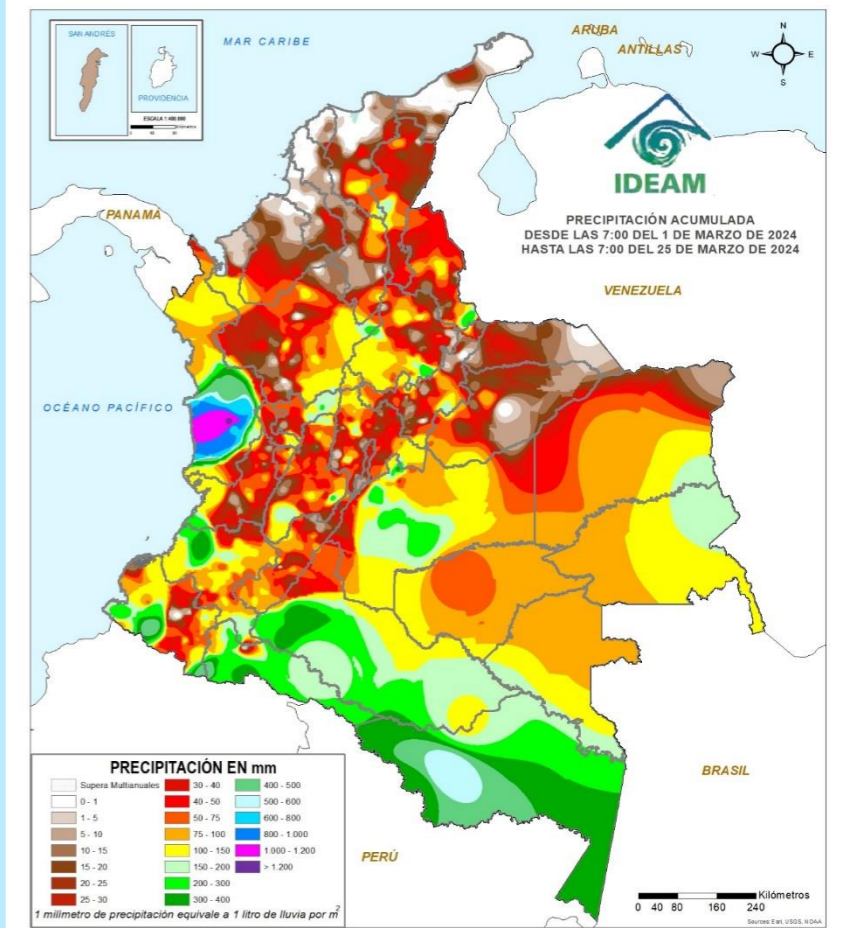 SAN ANDRÉS
PROVIDENCIA
ESCALA 1:400.000
MAR CARIBE
ARUBA
ANTILLAS
N
W E
S
IDEAM
PRECIPITACIÓN ACUMULADA
DESDE LAS 7:00 DEL 1 DE MARZO DE 2024
HASTA LAS 7:00 DEL 25 DE MARZO DE 2024
PANAMÁ
VENEZUELA
OCÉANO PACÍFICO
BRASIL
PERÚ
PRECIPITACIÓN EN mm
Supera Multianuales
0 - 1
1 - 5
5 - 10
10 - 15
15 - 20
20 - 25
25 - 30
30 - 40
40 - 50
50 - 75
75 - 100
100 - 150
150 - 200
200 - 300
300 - 400
400 - 500
500 - 600
600 - 800
800 - 1.000
1.000 - 1.200
> 1.200
1 milimetro de precipitación equivale a 1 litro de lluvia por m2
Kilómetros
0 40 80 160 240
Sources: Esri, USGS, NOAA